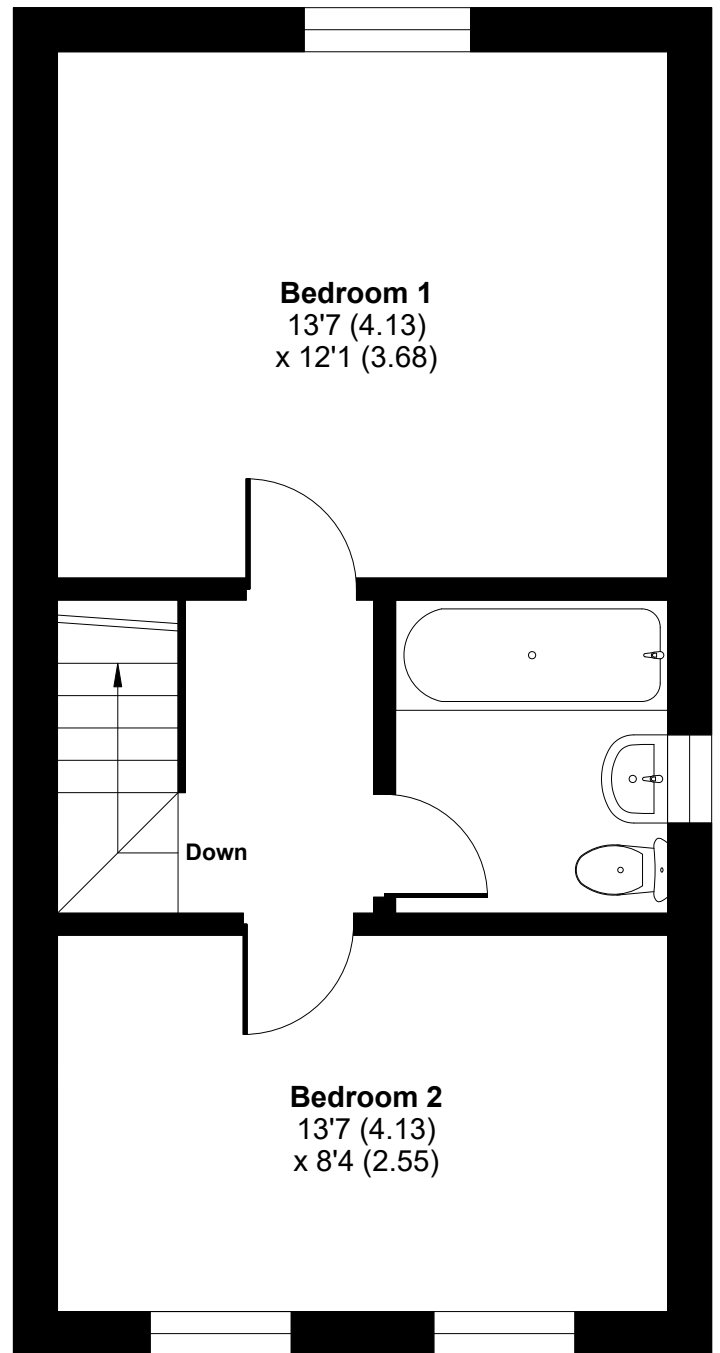 Bedroom 1
13'7 (4.13)
x 12'1 (3.68)
Down
Bedroom 2
13'7 (4.13)
x 8'4 (2.55)